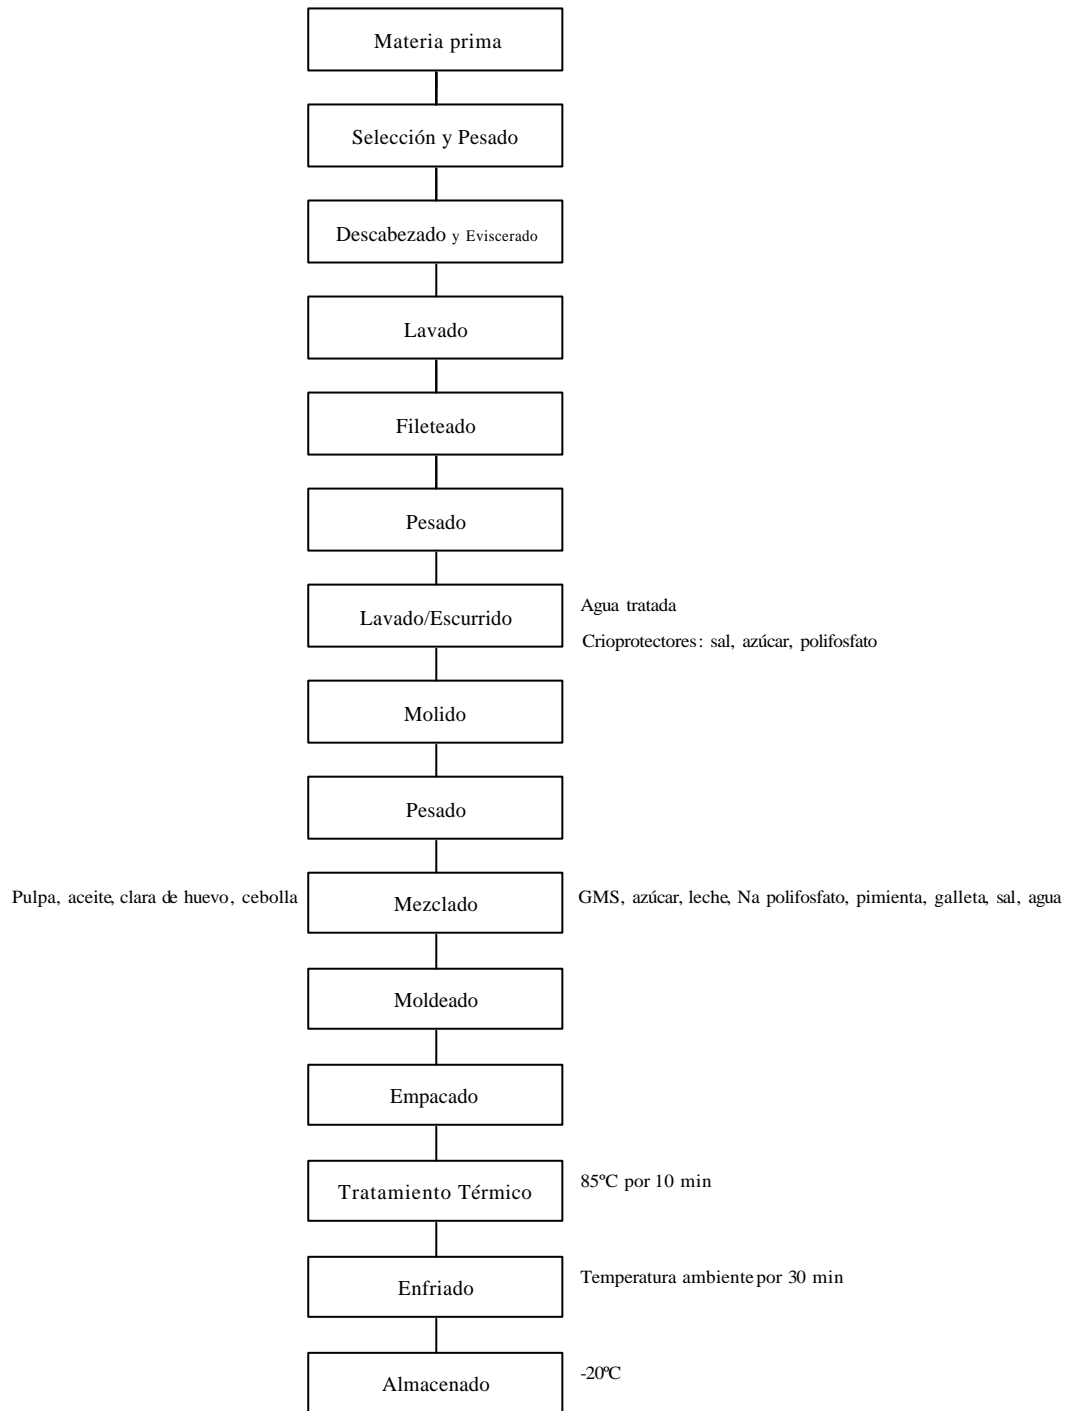 Materia prima
Selección y Pesado
Descabezado y Eviscerado
Lavado
Fileteado
Pesado
Lavado/Escurrido
Agua tratada
Crioprotectores: sal, azúcar, polifosfato
Molido
Pesado
Pulpa, aceite, clara de huevo, cebolla
Mezclado
GMS, azúcar, leche, Na polifosfato, pimienta, galleta, sal, agua
Moldeado
Empacado
Tratamiento Térmico
85ºC por 10 min
Enfriado
Temperatura ambiente por 30 min
Almacenado
-20ºC